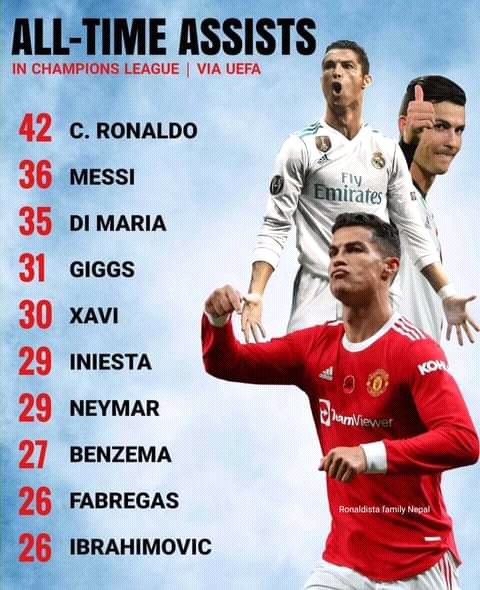 ALL-TIME ASSISTS
IN CHAMPIONS LEAGUE | VIA UEFA
42 C. RONALDO
36 MESSI
35 DI MARIA
31 GIGGS
30 XAVI
29 INIESTA
29 NEYMAR
27 BENZEMA
26 FABREGAS
26 IBRAHIMOVIC
Fly
Emirates
KOH
TeamViewer
Ronaldista family Nepal